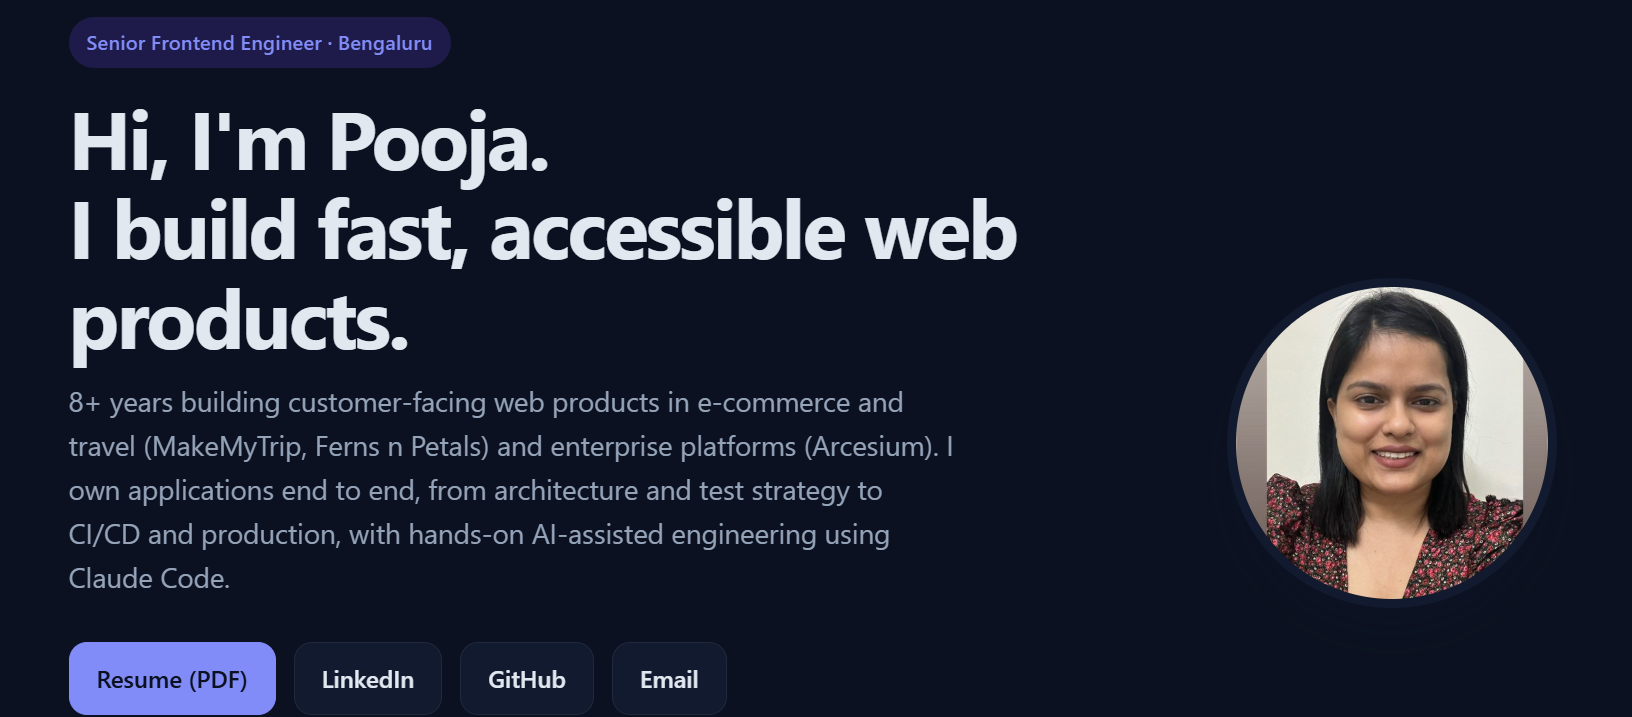 Senior Frontend Engineer · Bengaluru
Hi, I'm Pooja.
I build fast, accessible web
products.
8+ years building customer-facing web products in e-commerce and
travel (MakeMyTrip, Ferns n Petals) and enterprise platforms (Arcesium). I
own applications end to end, from architecture and test strategy to
CI/CD and production, with hands-on AI-assisted engineering using
Claude Code.
Resume (PDF)
LinkedIn
GitHub
Email